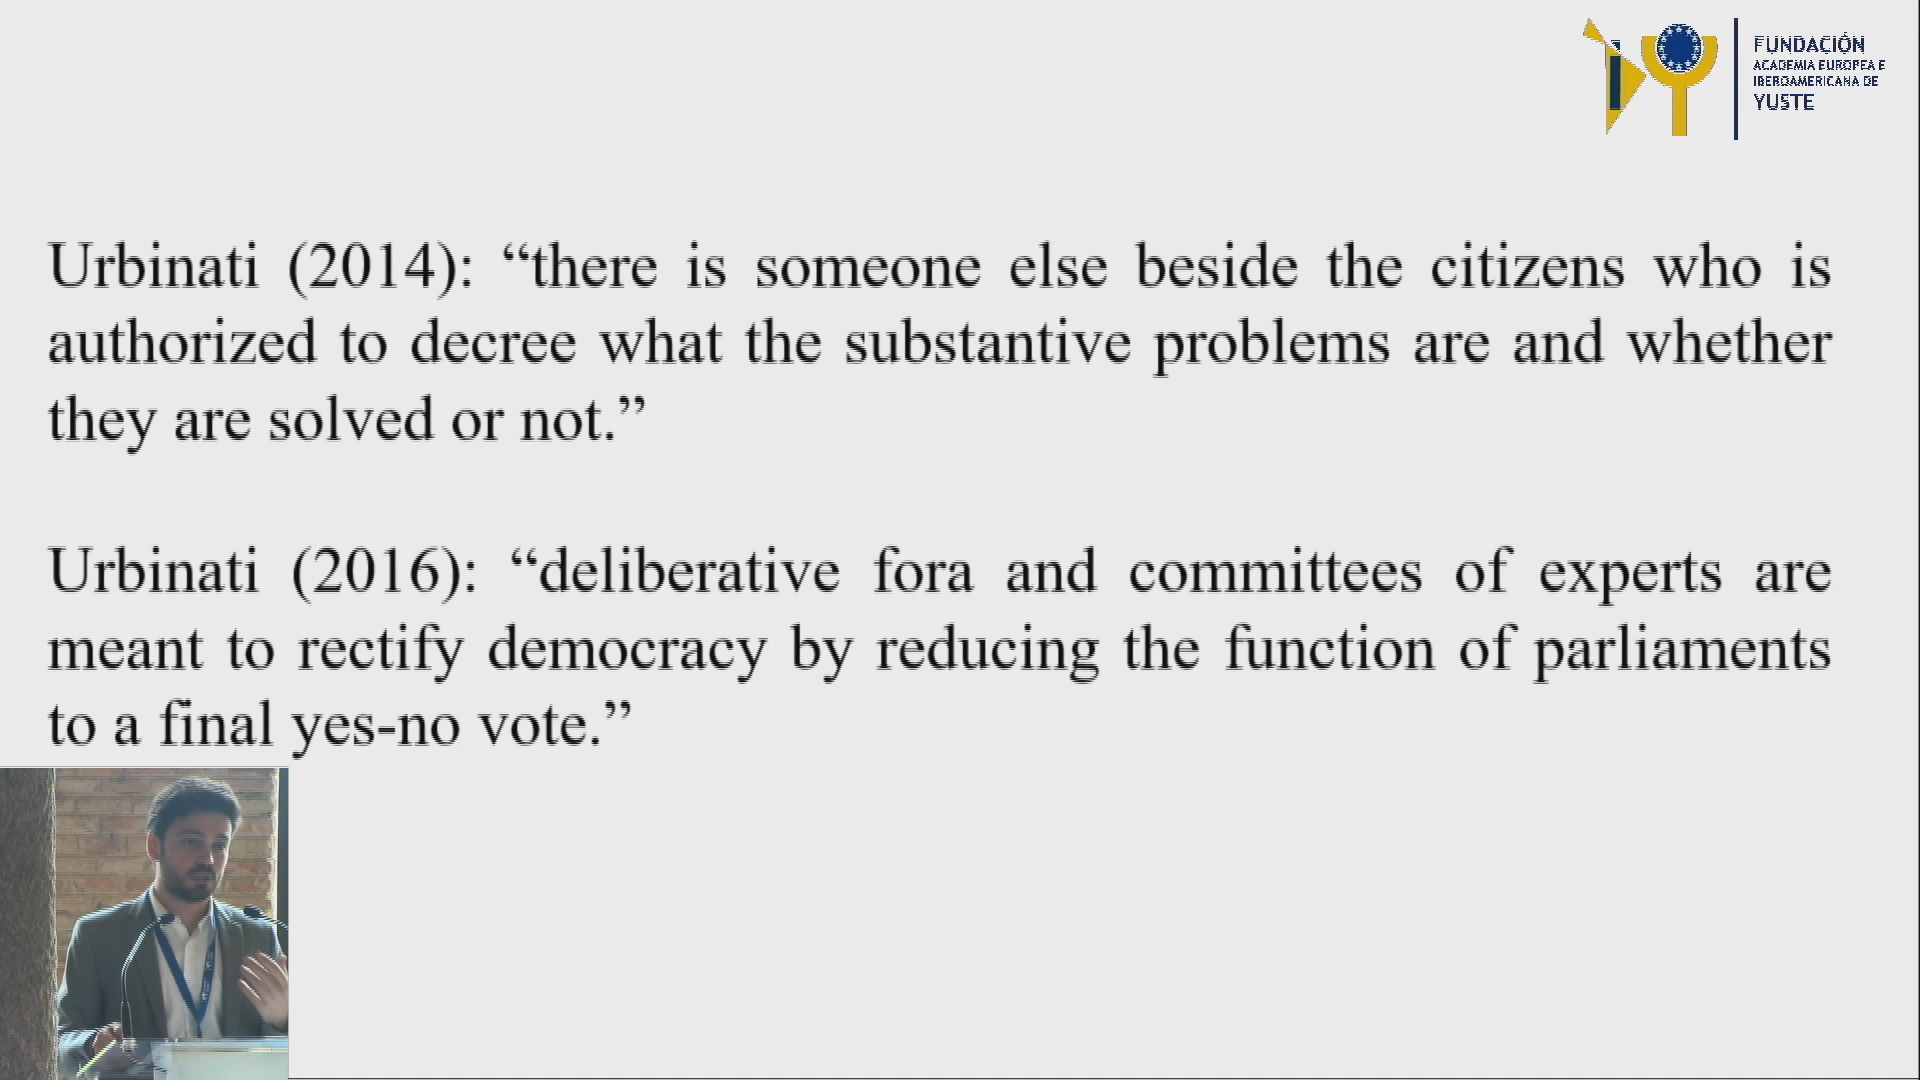 FUNDACIÓN
ACADEMIA EUROPEA E
IBEROAMERICANA DE
YUSTE
Urbinati (2014): “there is someone else beside the citizens who is
authorized to decree what the substantive problems are and whether
they are solved or not.”
Urbinati (2016): “deliberative fora and committees of experts are
meant to rectify democracy by reducing the function of parliaments
to a final yes-no vote.”